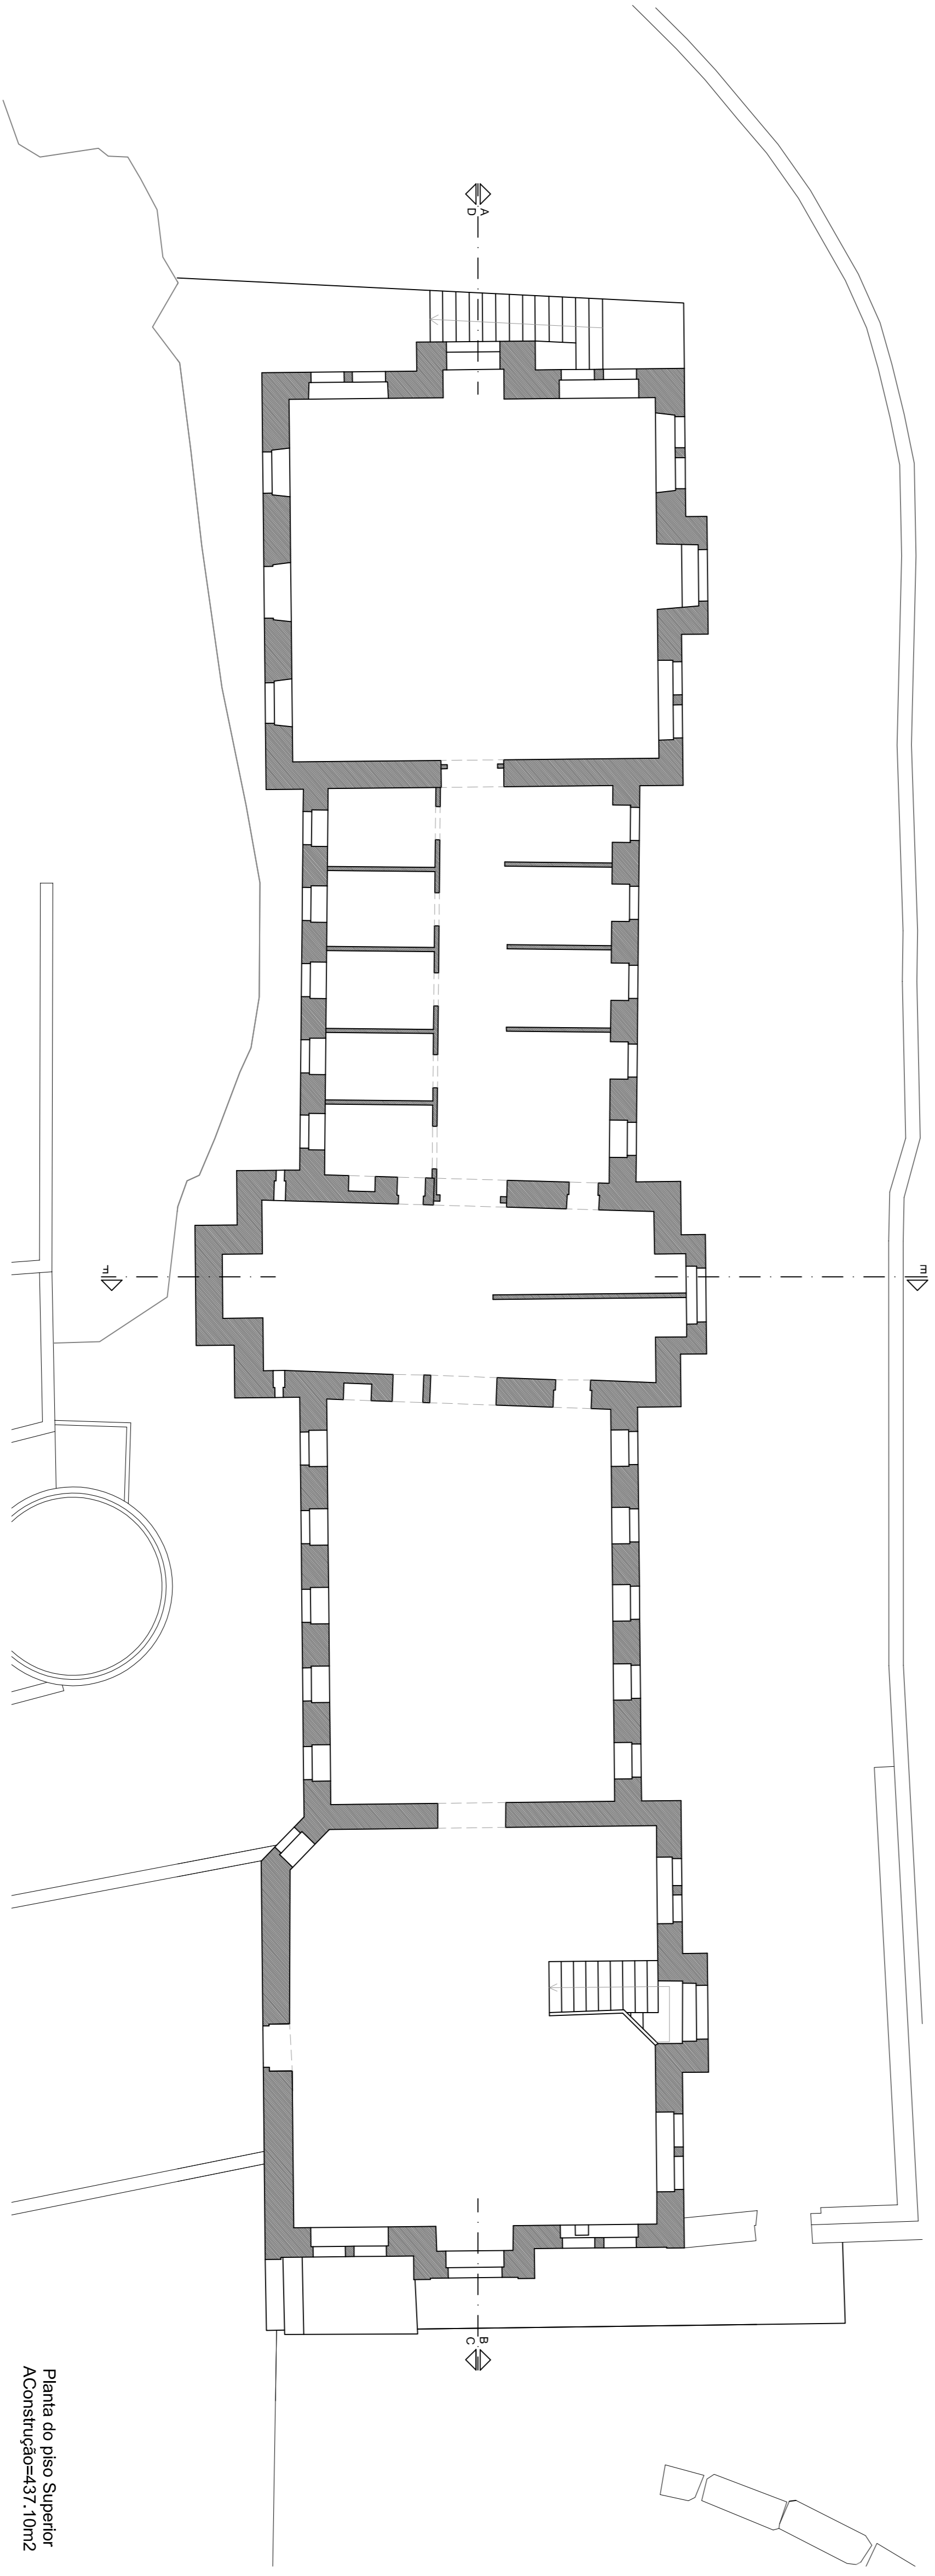 A
D
F
E
B
C
Planta do piso Superior
AConstrução=437.10m2